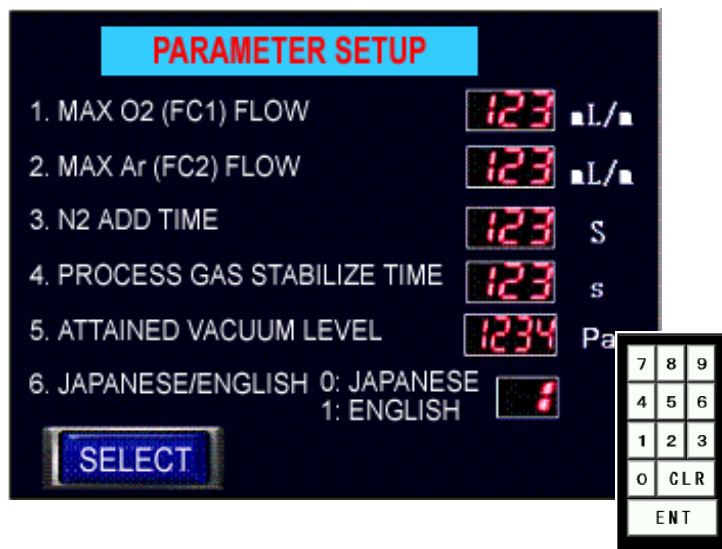 PARAMETER SETUP
1. MAX O2 (FC1) FLOW 123 mL/m
2. MAX Ar (FC2) FLOW 123 mL/m
3. N2 ADD TIME 123 S
4. PROCESS GAS STABILIZE TIME 123 s
5. ATTAINED VACUUM LEVEL 1234 Pa
6. JAPANESE/ENGLISH 0: JAPANESE 1
1: ENGLISH
SELECT
7 8 9
4 5 6
1 2 3
0 CLR
ENT